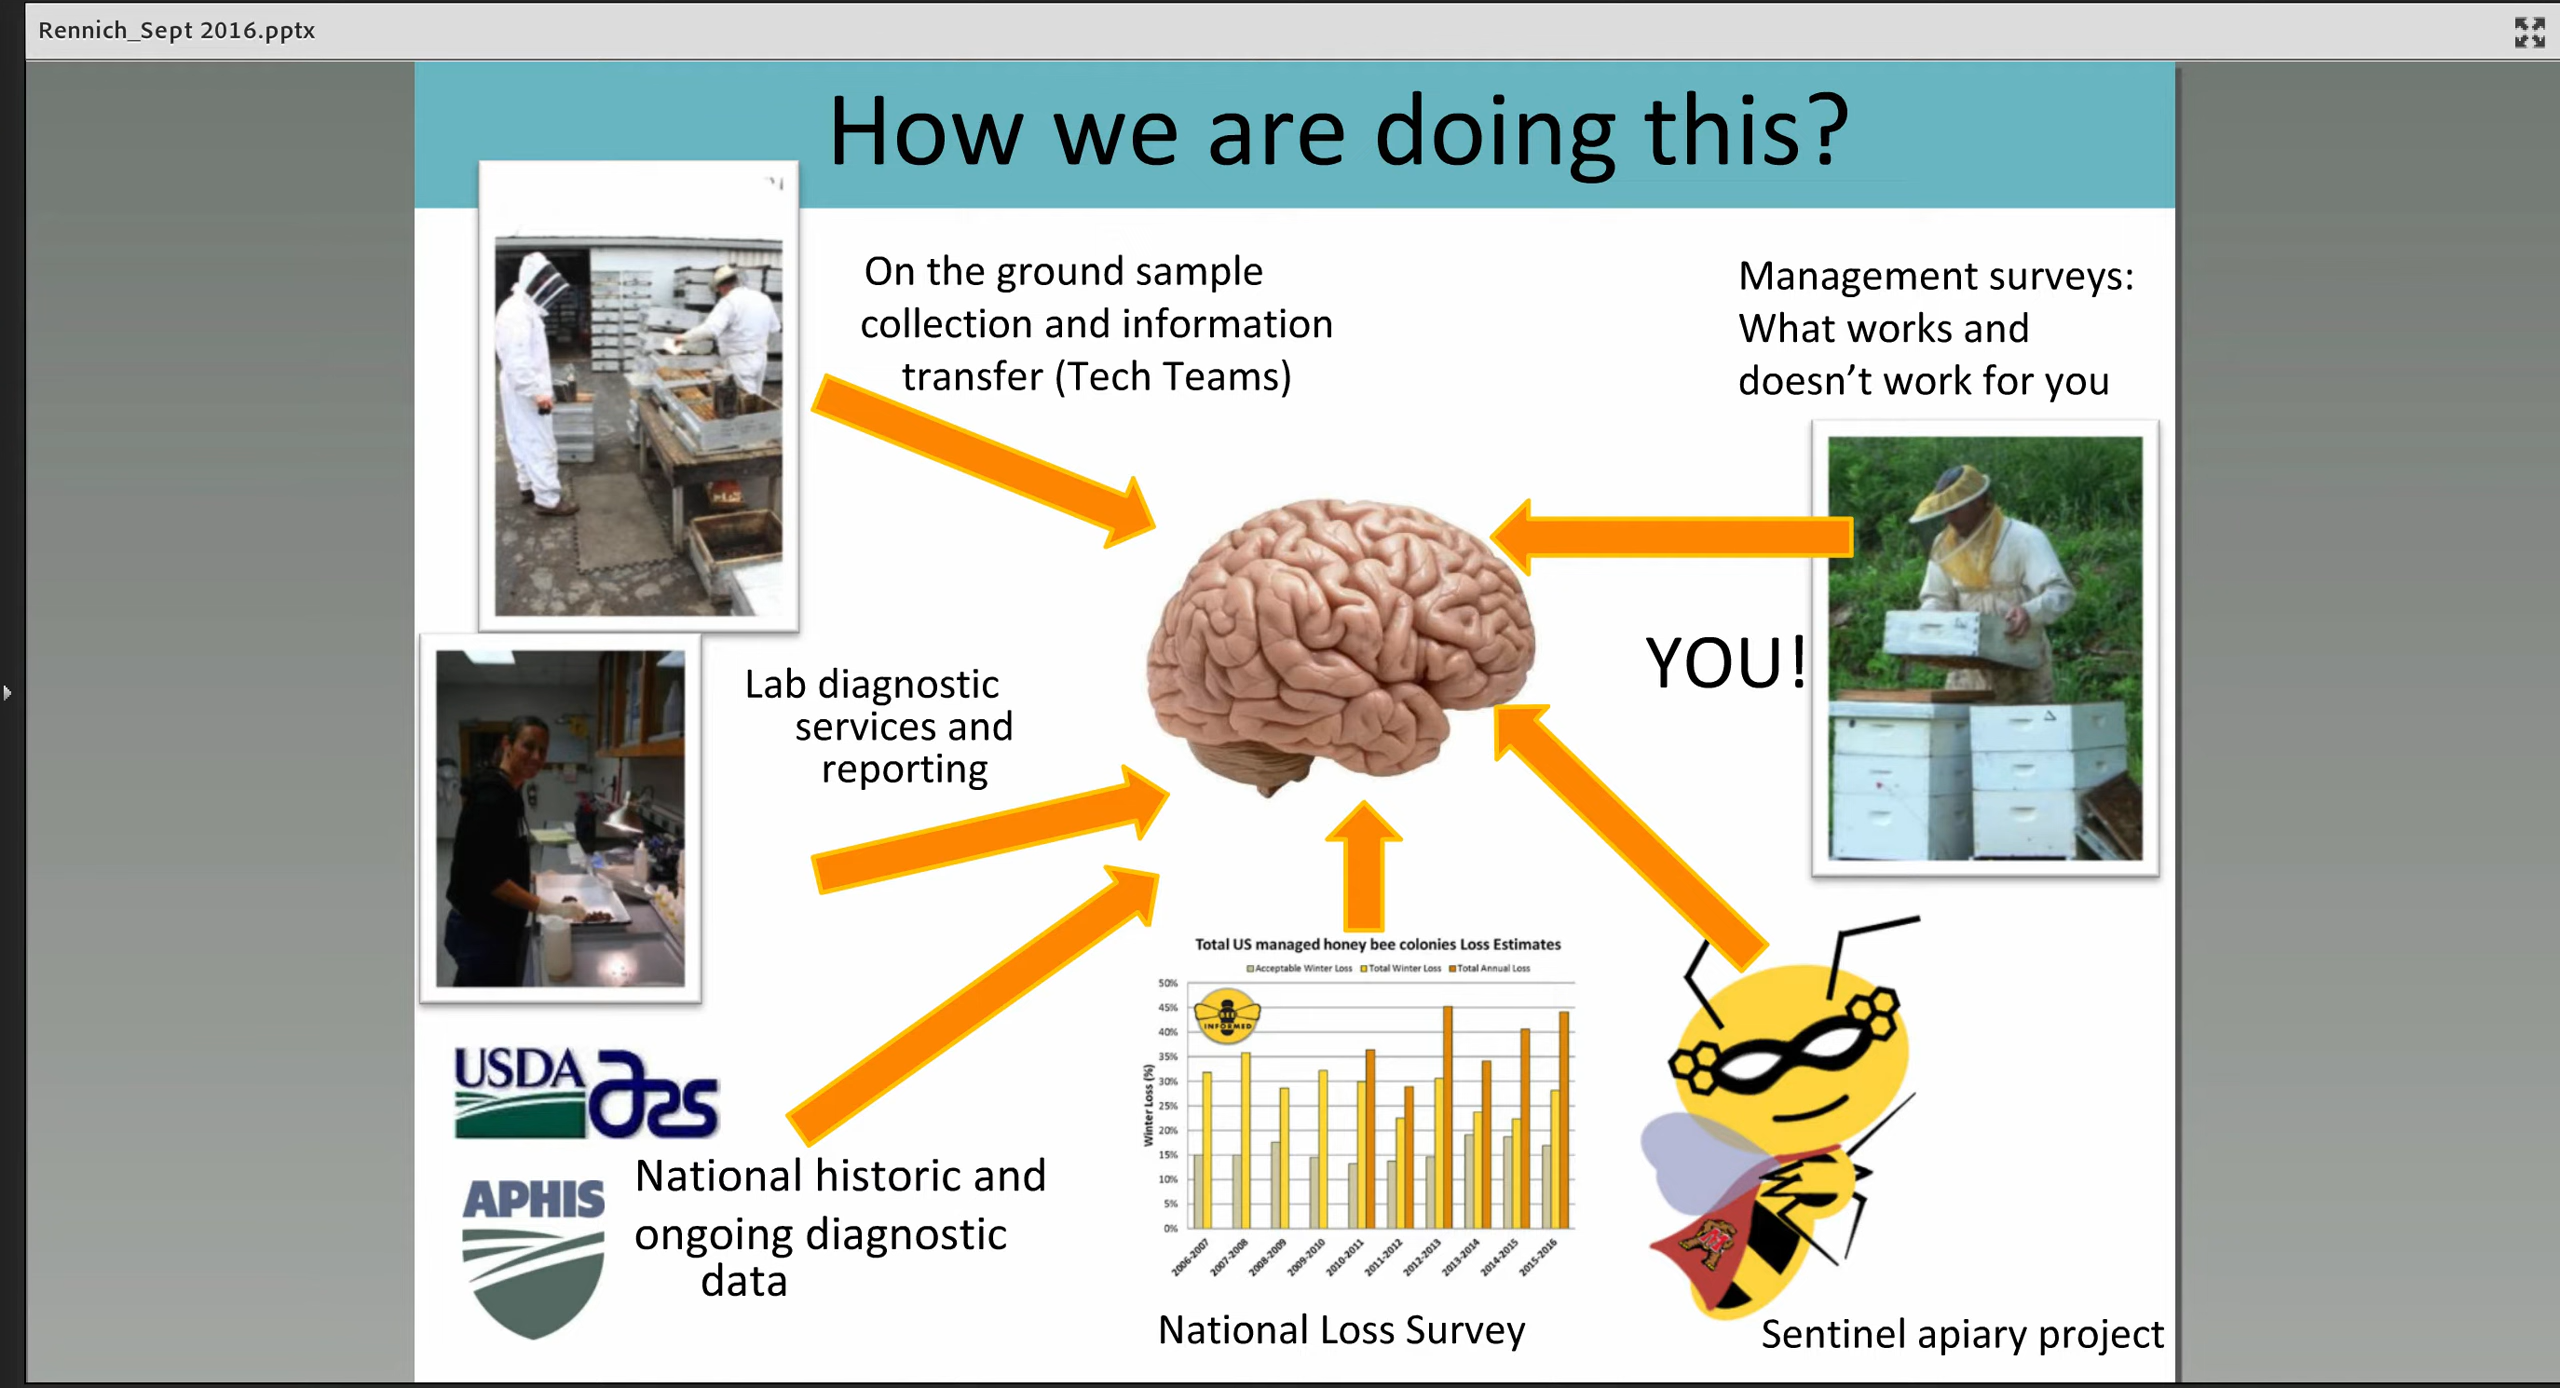 Rennich_Sept 2016.pptx
How we are doing this?
On the ground sample
collection and information
transfer (Tech Teams)
Management surveys:
What works and
doesn’t work for you
Lab diagnostic
services and
reporting
YOU!
USDA ars
APHIS
National historic and
ongoing diagnostic
data
Total US managed honey bee colonies Loss Estimates
Acceptable Winter Loss Total Winter Loss Total Annual Loss
BEE
INFORMED
Winter Loss (%)
50%
45%
40%
35%
30%
25%
20%
15%
10%
5%
0%
2006-2007 2007-2008 2008-2009 2009-2010 2010-2011 2011-2012 2012-2013 2013-2014 2014-2015 2015-2016
National Loss Survey
M
Sentinel apiary project